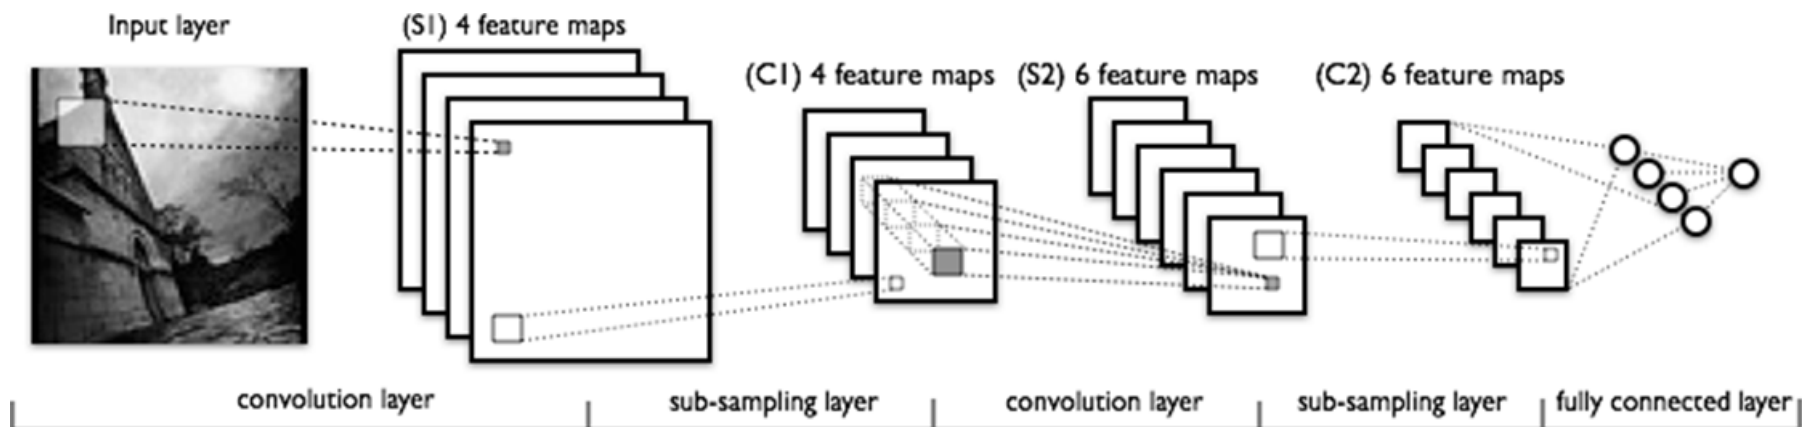 Input layer
(S1) 4 feature maps
(C1) 4 feature maps
(S2) 6 feature maps
(C2) 6 feature maps
convolution layer
sub-sampling layer
convolution layer
sub-sampling layer
fully connected layer